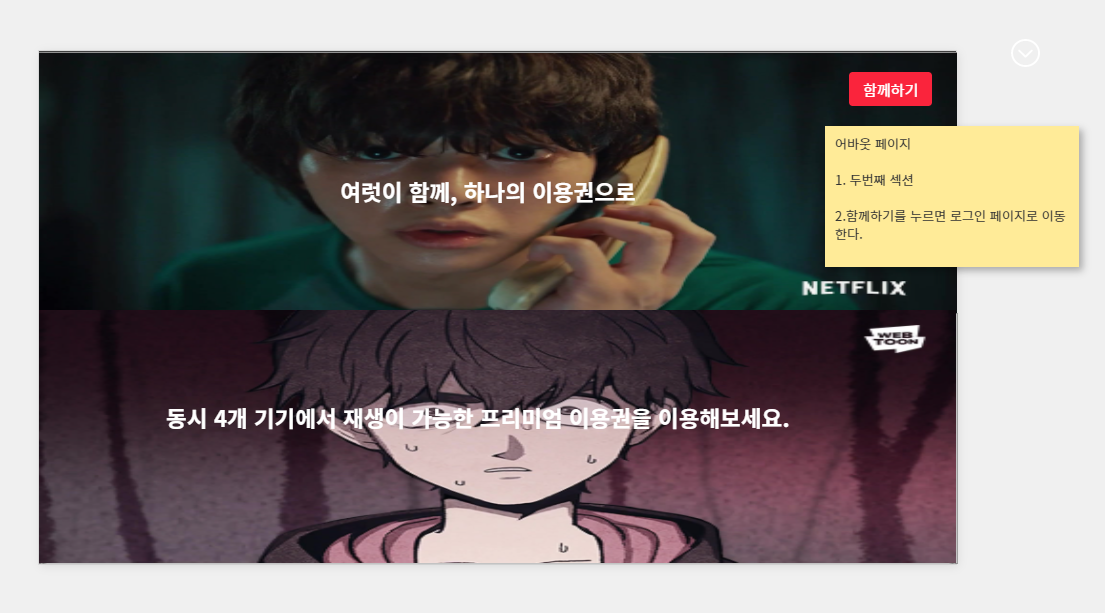 함께하기
어바웃 페이지
1. 두번째 섹션
2.함께하기를 누르면 로그인 페이지로 이동
한다.
여럿이 함께, 하나의 이용권으로
NETFLIX
WEB
TOON
동시 4개 기기에서 재생이 가능한 프리미엄 이용권을 이용해보세요.